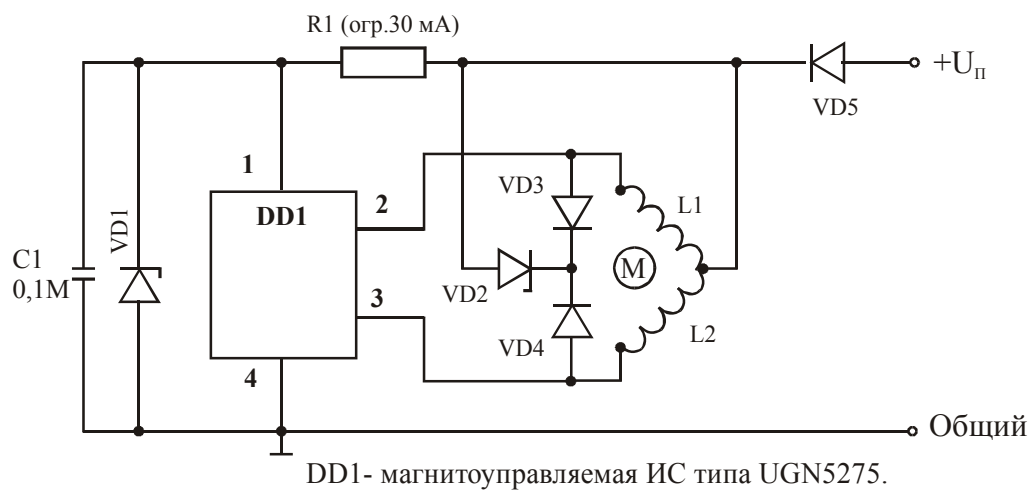 R1 (огр.30 мА)
+Uп
VD5
1
2
VD3
L1
VD1
DD1
C1
0,1М
М
VD2
3
L2
VD4
4
Общий
DD1- магнитоуправляемая ИС типа UGN5275.